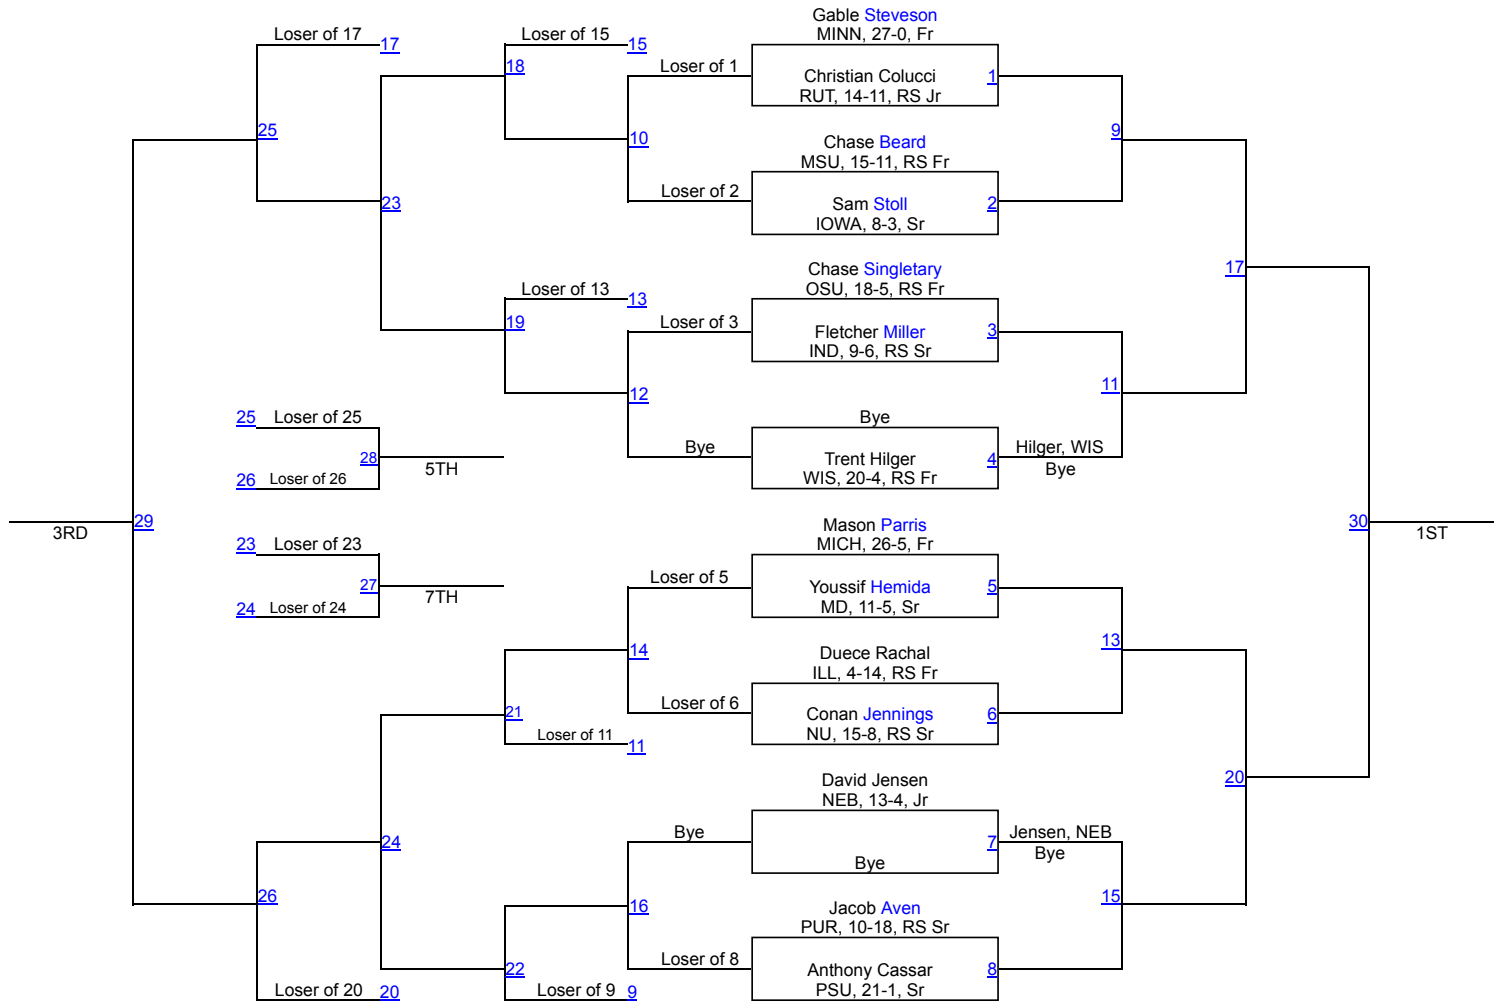 Gable Steveson
MINN, 27-0, Fr
Loser of 17
17
Loser of 15
15
18
Loser of 1
Christian Colucci
1
RUT, 14-11, RS Jr
25
10
9
Chase Beard
MSU, 15-11, RS Fr
Loser of 2
23
Sam Stoll
2
IOWA, 8-3, Sr
Chase Singletary
17
OSU, 18-5, RS Fr
Loser of 13
13
19
Loser of 3
Fletcher Miller
3
IND, 9-6, RS Sr
12
11
25
Loser of 25
Bye
28
5TH
Bye
Trent Hilger
4
Hilger, WIS
Bye
26
Loser of 26
WIS, 20-4, RS Fr
3RD
29
Mason Parris
30
1ST
MICH, 26-5, Fr
23
Loser of 23
27
7TH
Loser of 5
Youssif Hemida
5
24
Loser of 24
MD, 11-5, Sr
14
13
Duece Rachal
ILL, 4-14, RS Fr
21
Loser of 6
Conan Jennings
6
NU, 15-8, RS Sr
Loser of 11
11
20
David Jensen
NEB, 13-4, Jr
24
Bye
7
Jensen, NEB
Bye
Bye
26
16
15
Jacob Aven
PUR, 10-18, RS Sr
22
Loser of 8
Anthony Cassar
8
PSU, 21-1, Sr
Loser of 20
20
Loser of 9
9